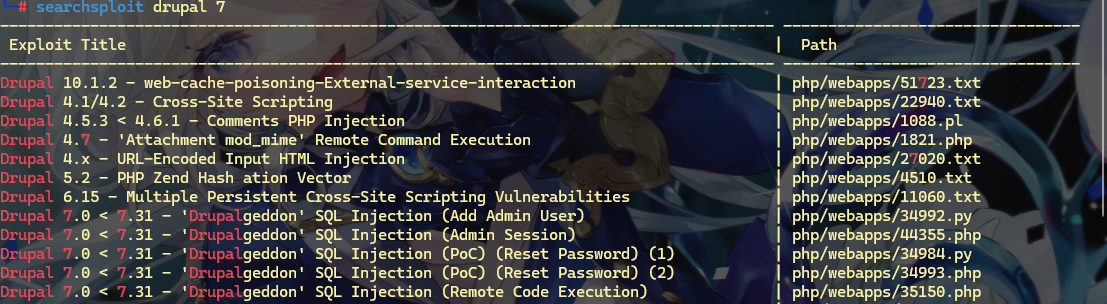 # searchsploit drupal 7
Exploit Title | Path
Drupal 10.1.2 - web-cache-poisoning-External-service-interaction | php/webapps/51723.txt
Drupal 4.1/4.2 - Cross-Site Scripting | php/webapps/22940.txt
Drupal 4.5.3 < 4.6.1 - Comments PHP Injection | php/webapps/1088.pl
Drupal 4.7 - 'Attachment mod_mime' Remote Command Execution | php/webapps/1821.php
Drupal 4.x - URL-Encoded Input HTML Injection | php/webapps/27020.txt
Drupal 5.2 - PHP Zend Hash ation Vector | php/webapps/4510.txt
Drupal 6.15 - Multiple Persistent Cross-Site Scripting Vulnerabilities | php/webapps/11060.txt
Drupal 7.0 < 7.31 - 'Drupalgeddon' SQL Injection (Add Admin User) | php/webapps/34992.py
Drupal 7.0 < 7.31 - 'Drupalgeddon' SQL Injection (Admin Session) | php/webapps/44355.php
Drupal 7.0 < 7.31 - 'Drupalgeddon' SQL Injection (PoC) (Reset Password) (1) | php/webapps/34984.py
Drupal 7.0 < 7.31 - 'Drupalgeddon' SQL Injection (PoC) (Reset Password) (2) | php/webapps/34993.php
Drupal 7.0 < 7.31 - 'Drupalgeddon' SQL Injection (Remote Code Execution) | php/webapps/35150.php